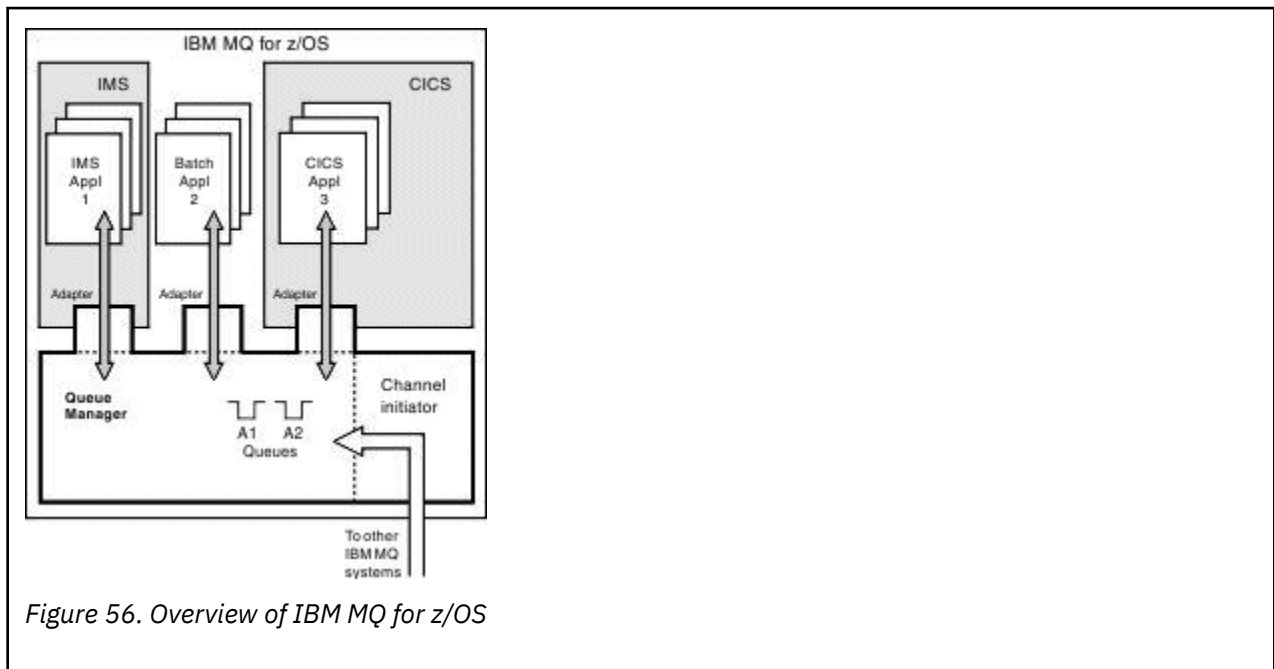 IBM MQ for z/OS
IMS
CICS
IMS
Appl
1
Batch
Appl
2
CICS
Appl
3
Adapter
Adapter
Adapter
Queue
Manager
Channel
initiator
A1
A2
Queues
To other
IBM MQ
systems
Figure 56. Overview of IBM MQ for z/OS